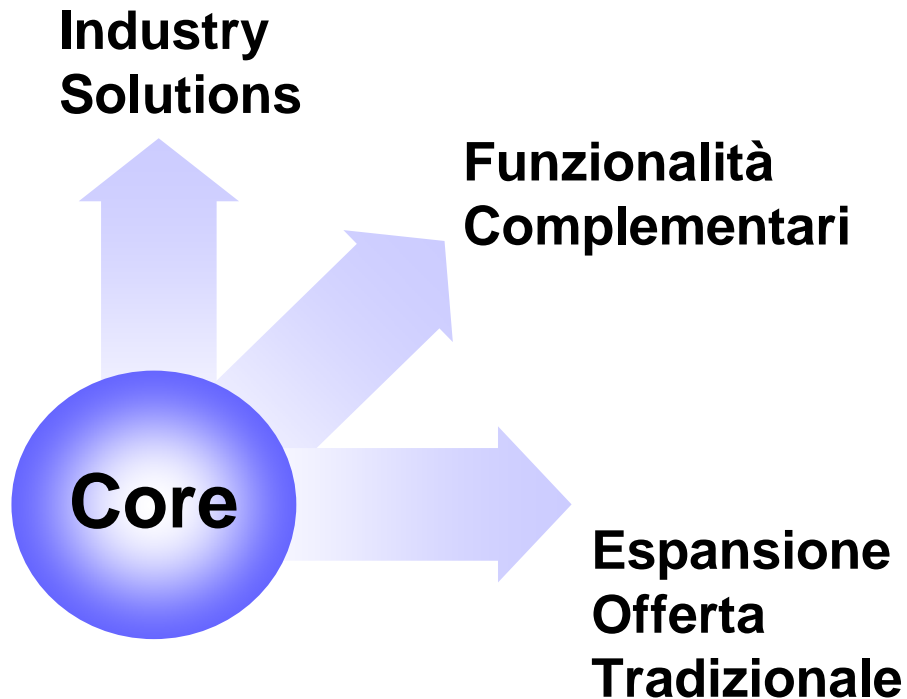 Industry
Solutions
Funzionalità
Complementari
Core
Espansione
Offerta
Tradizionale